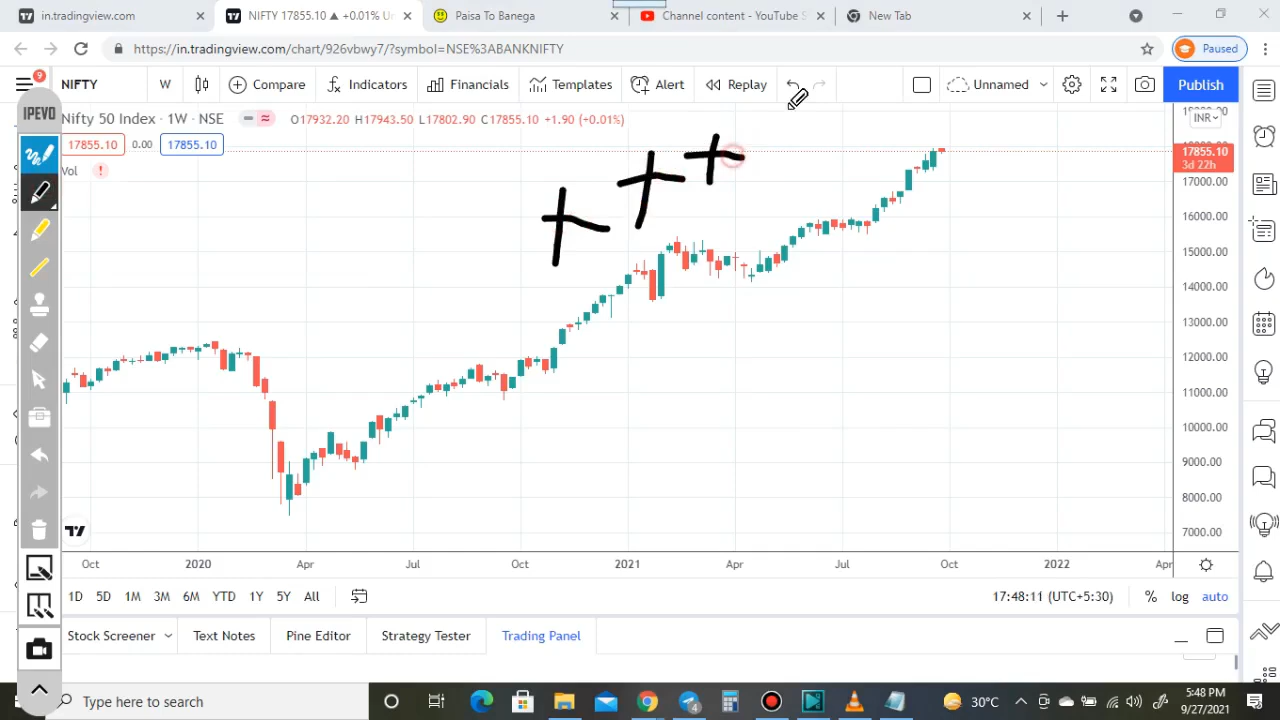 in.tradingview.com
NIFTY 17855.10 ▲ +0.01% Un
Paisa To Banega
Channel content - YouTube S
New Tab
https://in.tradingview.com/chart/926vbwy7/?symbol=NSE%3ABANKNIFTY
Paused
9
NIFTY
W
Compare
Indicators
Financials
Templates
Alert
Replay
Unnamed
Publish
IPEVO
Nifty 50 Index · 1W · NSE
O17932.20 H17943.50 L17802.90 C17855.10 +1.90 (+0.01%)
INR
17855.10
0.00
17855.10
Vol
17855.10
3d 22h
17000.00
16000.00
15000.00
14000.00
13000.00
12000.00
11000.00
10000.00
9000.00
8000.00
7000.00
Oct
2020
Apr
Jul
Oct
2021
Apr
Jul
Oct
2022
Apr
1D 5D 1M 3M 6M YTD 1Y 5Y All
17:48:11 (UTC+5:30)
%
log
auto
Stock Screener
Text Notes
Pine Editor
Strategy Tester
Trading Panel
Type here to search
30°C
5:48 PM
9/27/2021